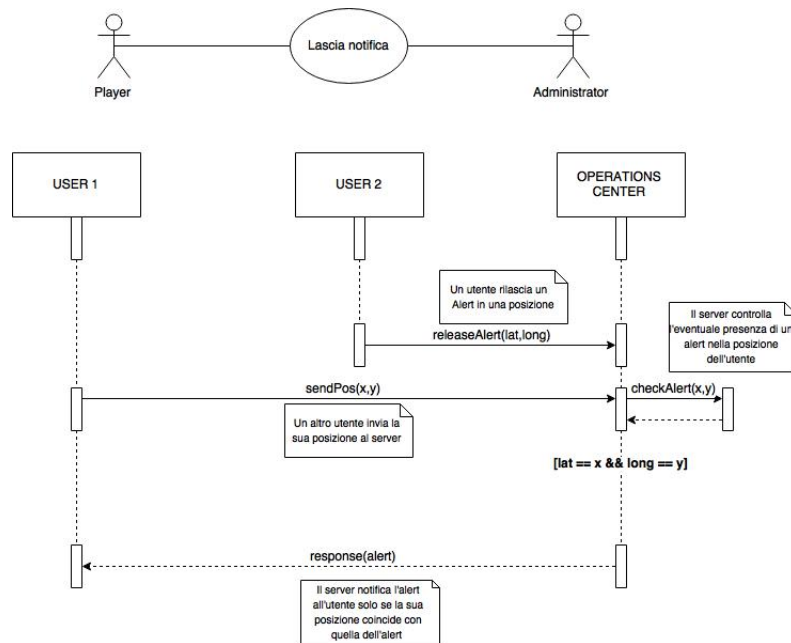 Lascia notifica
Player
Administrator
USER 1
USER 2
OPERATIONS
CENTER
Un utente rilascia un
Alert in una posizione
Il server controlla
l'eventuale presenza di un
alert nella posizione
dell'utente
releaseAlert(lat,long)
sendPos(x,y)
checkAlert(x,y)
Un altro utente invia la
sua posizione al server
[lat == x && long == y]
response(alert)
Il server notifica l'alert
all'utente solo se la sua
posizione coincide con
quella dell'alert